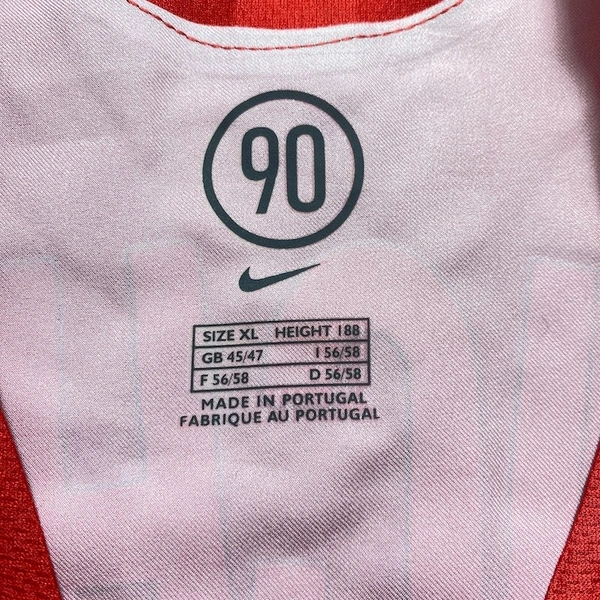 90
SIZE XL HEIGHT 188
GB 45/47 I 56/58
F 56/58 D 56/58
MADE IN PORTUGAL
FABRIQUE AU PORTUGAL